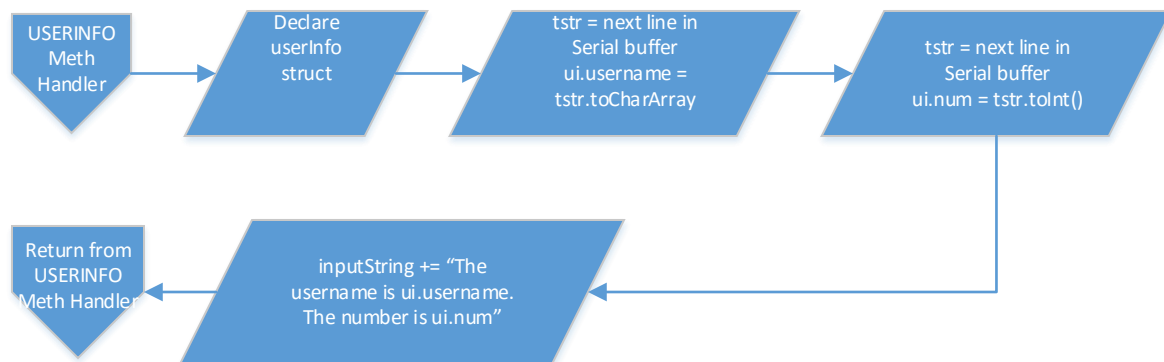 USERINFO
Meth
Handler
Declare
userInfo
struct
tstr = next line in
Serial buffer
ui.username =
tstr.toCharArray
tstr = next line in
Serial buffer
ui.num = tstr.toInt()
Return from
USERINFO
Meth Handler
inputString += “The
username is ui.username.
The number is ui.num”